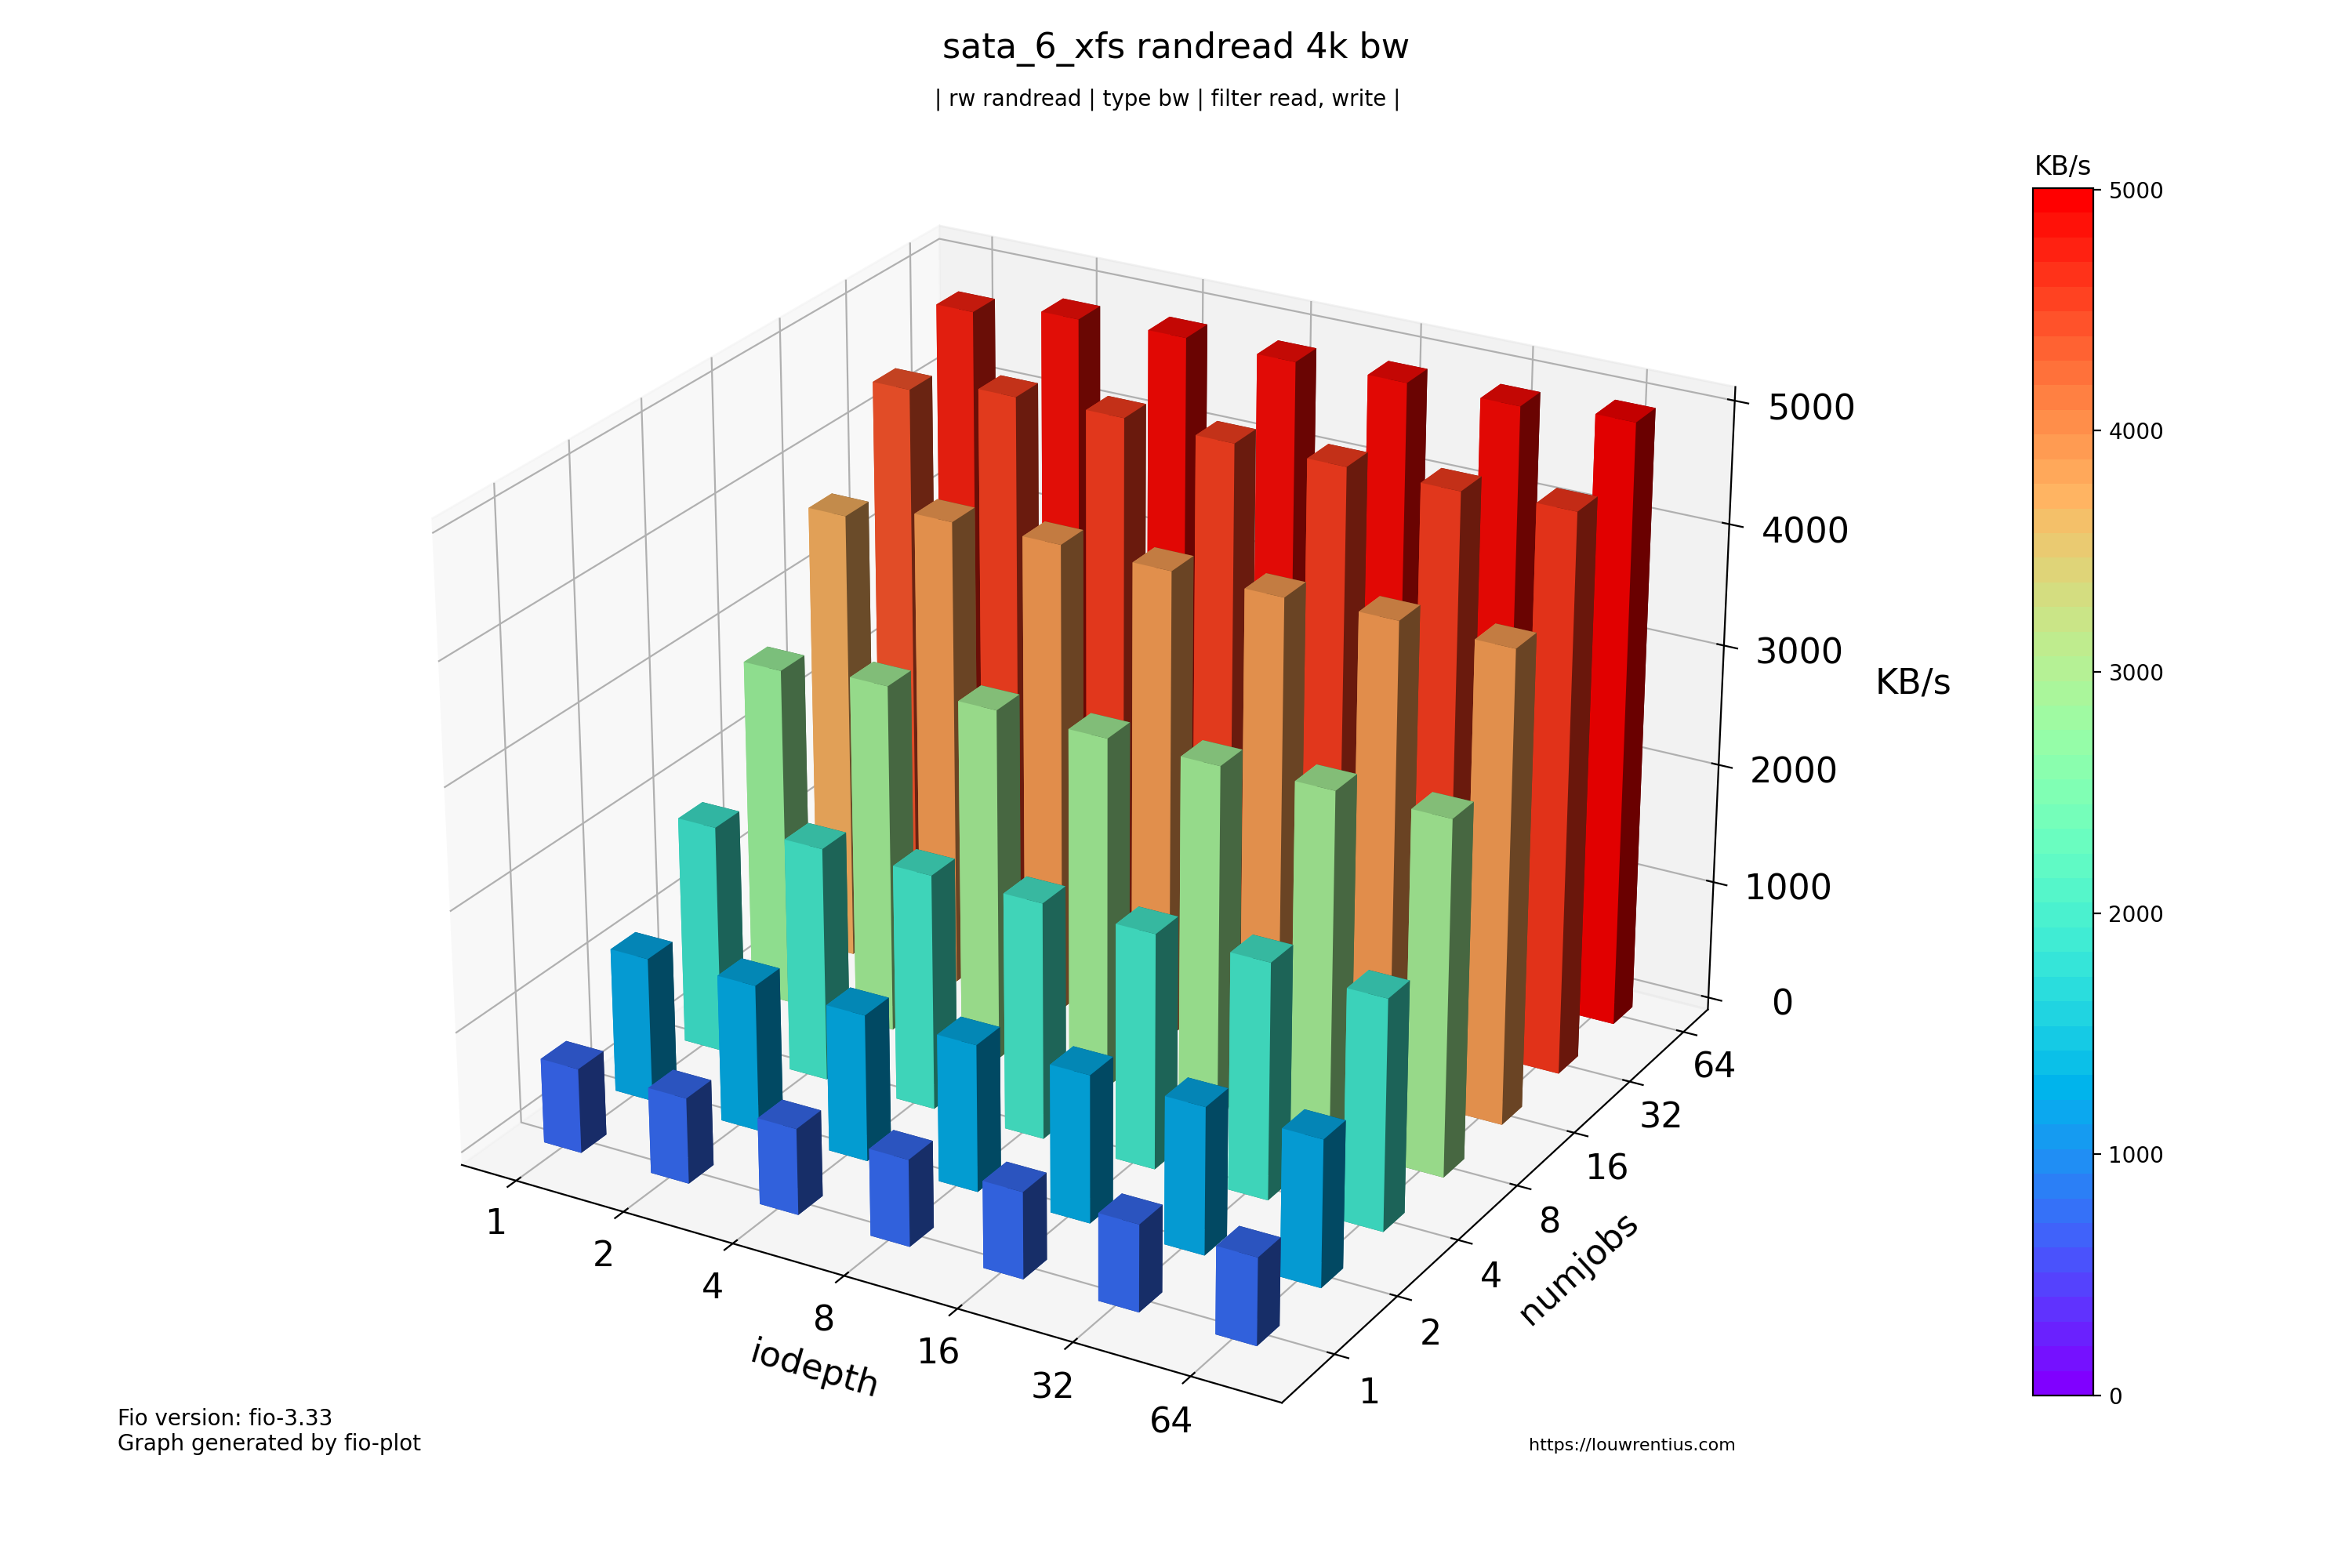 sata_6_xfs randread 4k bw
| rw randread | type bw | filter read, write |
KB/s
5000
4000
3000
2000
1000
0
5000
4000
3000
2000
1000
0
KB/s
64
32
16
8
4
2
1
numjobs
1
2
4
8
16
32
64
iodepth
Fio version: fio-3.33
Graph generated by fio-plot
https://louwrentius.com